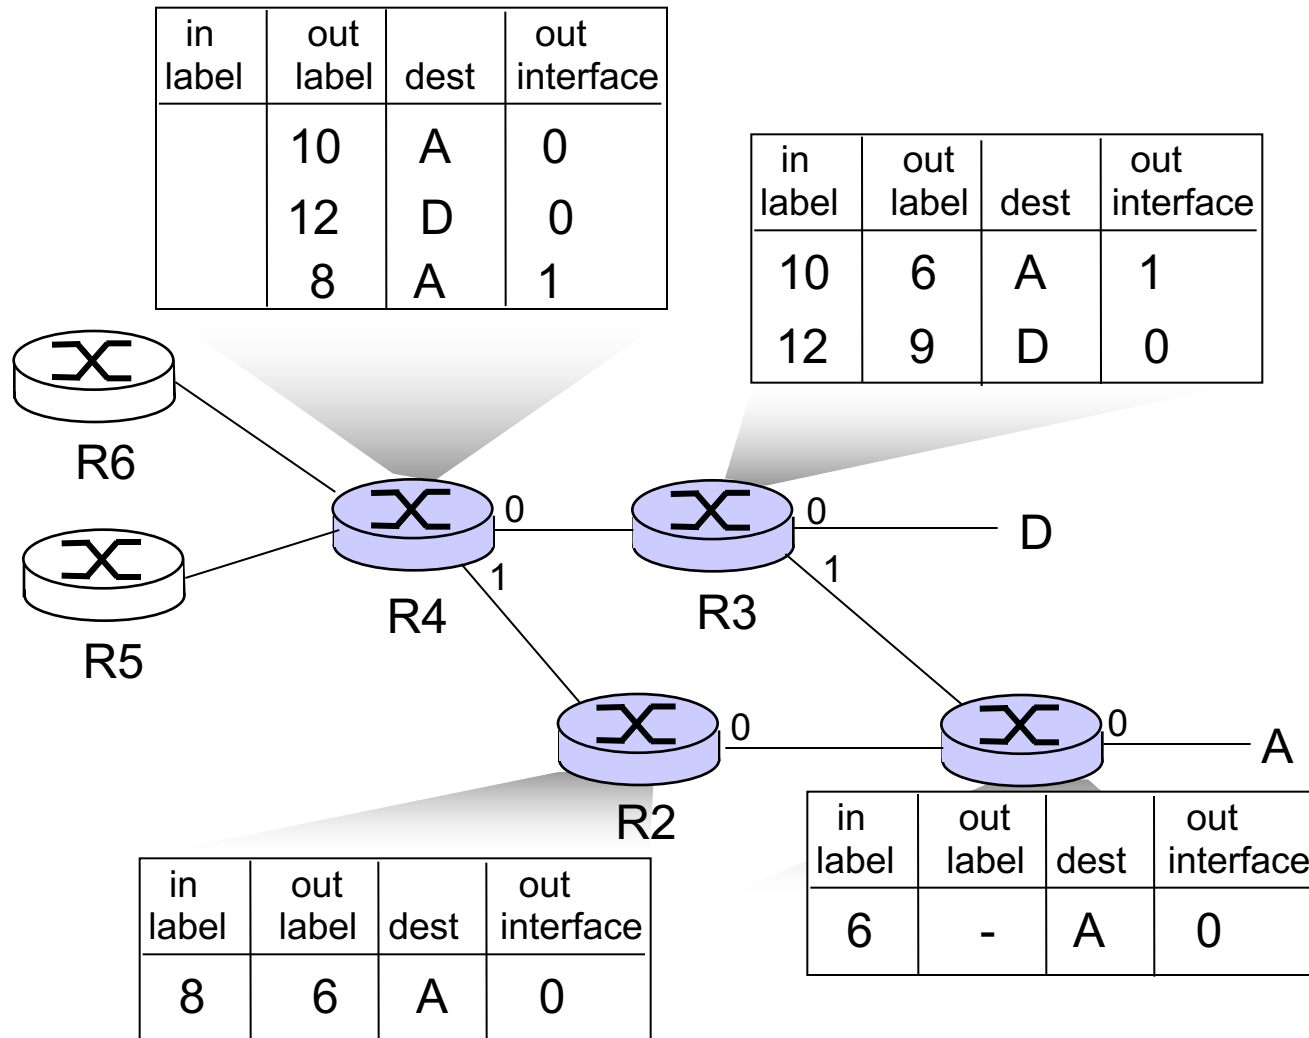 in out out
label label dest interface
10 A 0
12 D 0
8 A 1
in out out
label label dest interface
10 6 A 1
12 9 D 0
R6
R5
R4
0
1
R3
0
1
D
R2
0
0
A
in out out
label label dest interface
8 6 A 0
in out out
label label dest interface
6 - A 0